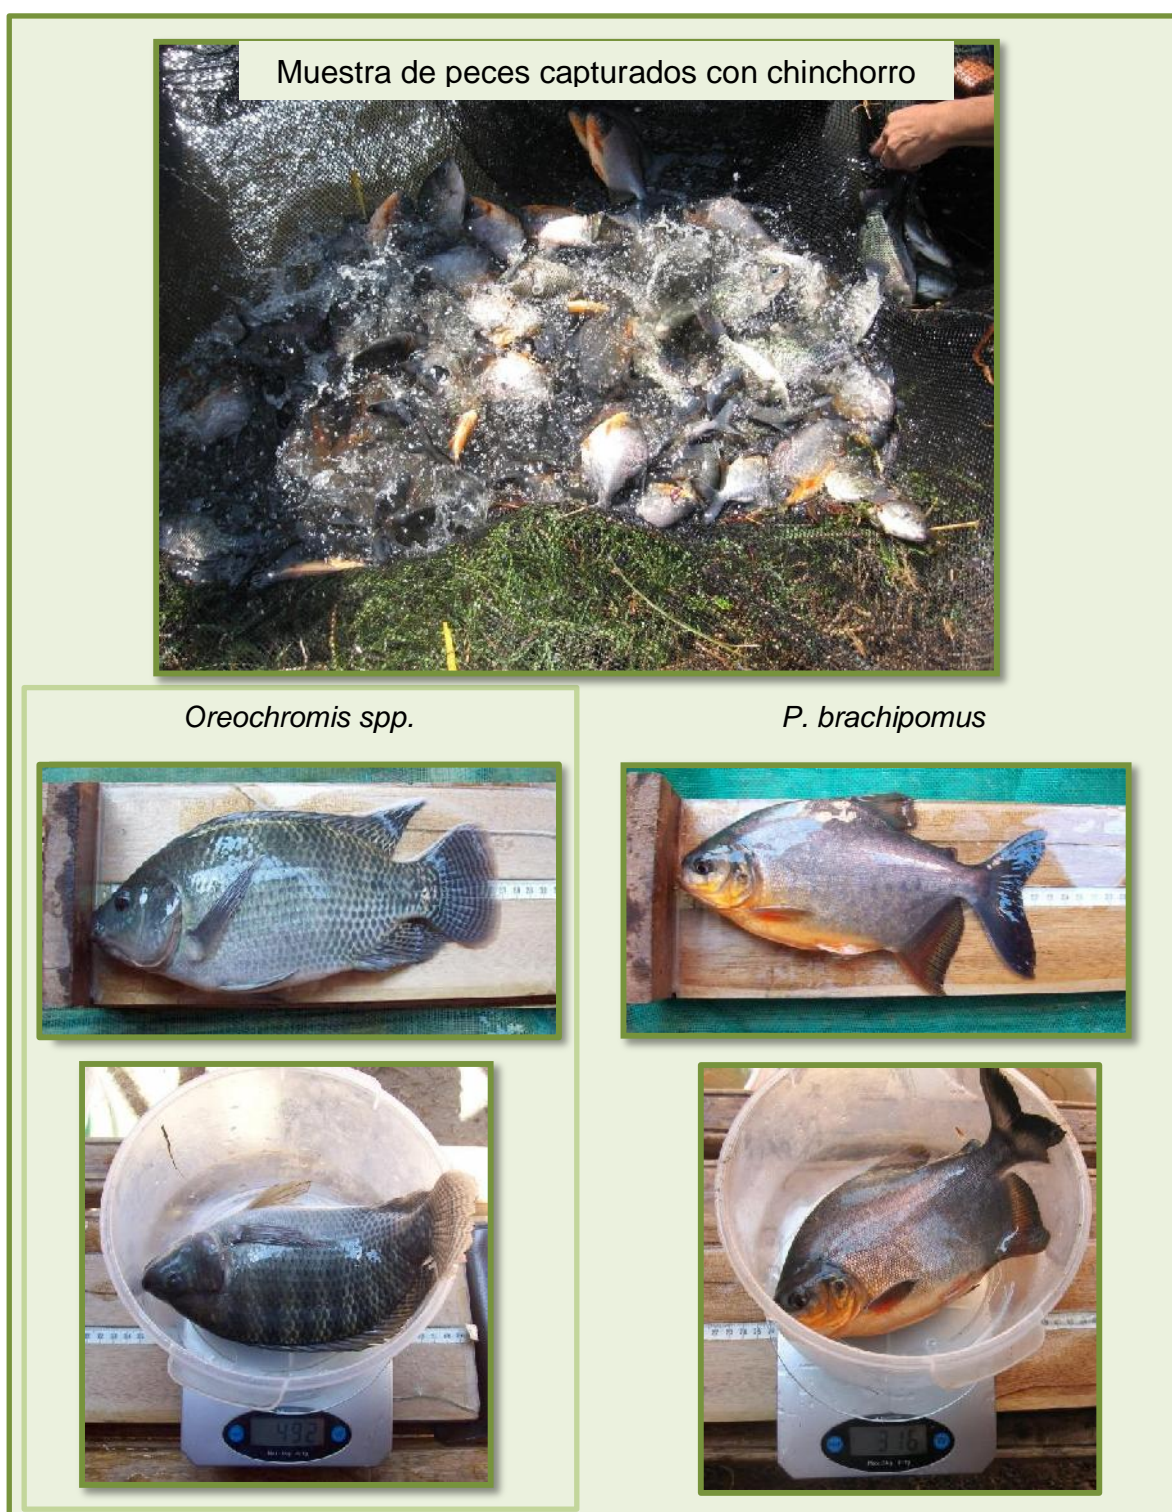 Muestra de peces capturados con chinchorro
Oreochromis spp.
P. brachipomus
492
316